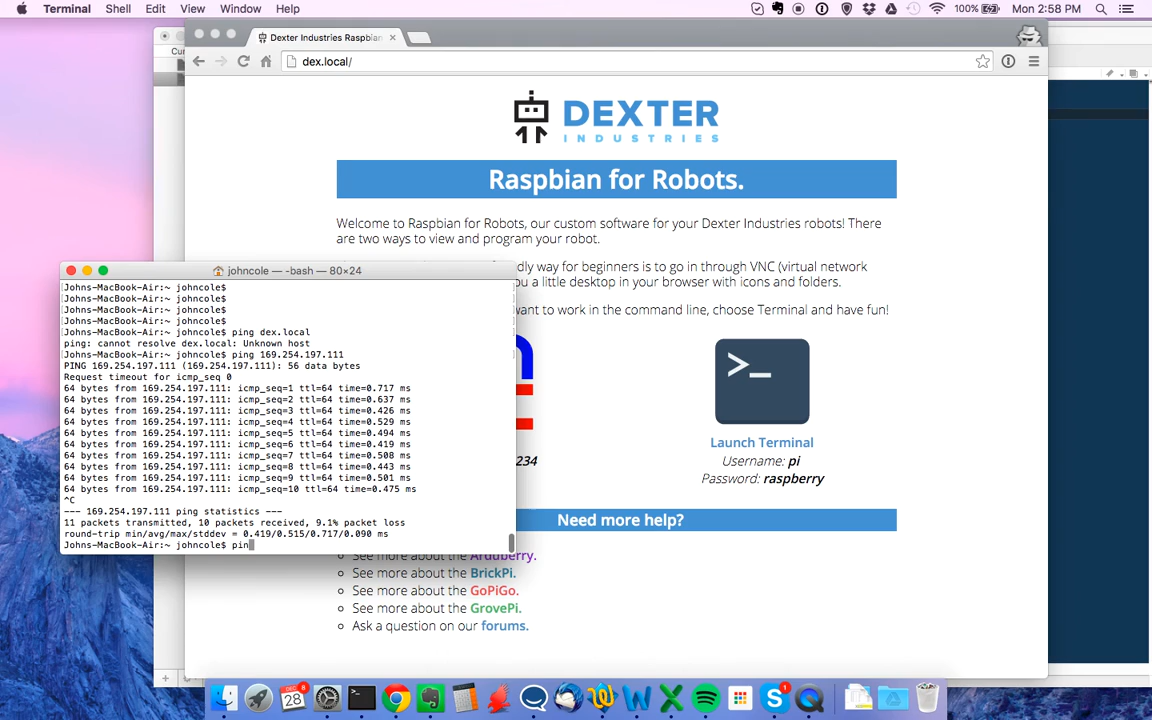 Terminal Shell Edit View Window Help 100% Mon 2:58 PM
Dexter Industries Raspbian
dex.local/
DEXTER
INDUSTRIES
Raspbian for Robots.
Welcome to Raspbian for Robots, our custom software for your Dexter Industries robots! There
are two ways to view and program your robot.
dly way for beginners is to go in through VNC (virtual network
u a little desktop in your browser with icons and folders.
want to work in the command line, choose Terminal and have fun!
>_
Launch Terminal
Username: pi
Password: raspberry
234
Need more help?
See more about the Arduberry.
See more about the BrickPi.
See more about the GoPiGo.
See more about the GrovePi.
Ask a question on our forums.
johncole — -bash — 80×24
Johns-MacBook-Air:~ johncole$
Johns-MacBook-Air:~ johncole$
Johns-MacBook-Air:~ johncole$
Johns-MacBook-Air:~ johncole$
Johns-MacBook-Air:~ johncole$ ping dex.local
ping: cannot resolve dex.local: Unknown host
Johns-MacBook-Air:~ johncole$ ping 169.254.197.111
PING 169.254.197.111 (169.254.197.111): 56 data bytes
Request timeout for icmp_seq 0
64 bytes from 169.254.197.111: icmp_seq=1 ttl=64 time=0.717 ms
64 bytes from 169.254.197.111: icmp_seq=2 ttl=64 time=0.637 ms
64 bytes from 169.254.197.111: icmp_seq=3 ttl=64 time=0.426 ms
64 bytes from 169.254.197.111: icmp_seq=4 ttl=64 time=0.529 ms
64 bytes from 169.254.197.111: icmp_seq=5 ttl=64 time=0.494 ms
64 bytes from 169.254.197.111: icmp_seq=6 ttl=64 time=0.419 ms
64 bytes from 169.254.197.111: icmp_seq=7 ttl=64 time=0.508 ms
64 bytes from 169.254.197.111: icmp_seq=8 ttl=64 time=0.443 ms
64 bytes from 169.254.197.111: icmp_seq=9 ttl=64 time=0.501 ms
64 bytes from 169.254.197.111: icmp_seq=10 ttl=64 time=0.475 ms
^C
--- 169.254.197.111 ping statistics ---
11 packets transmitted, 10 packets received, 9.1% packet loss
round-trip min/avg/max/stddev = 0.419/0.515/0.717/0.090 ms
Johns-MacBook-Air:~ johncole$ pin
Cur
DEC 8
28
1